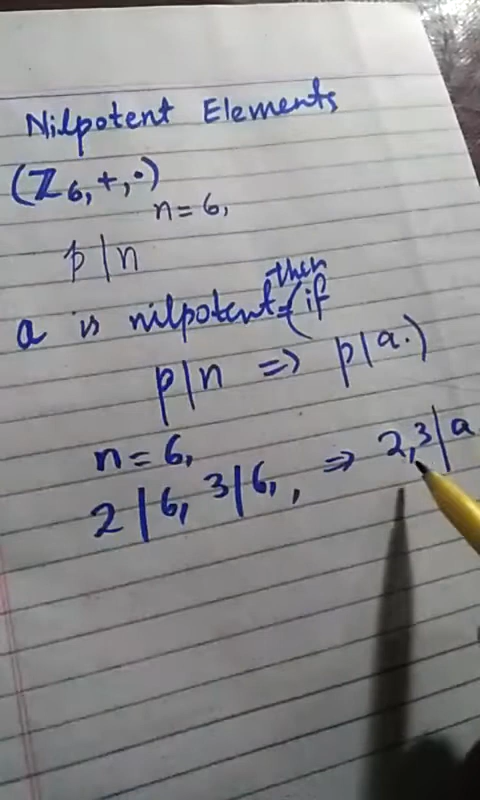 Nilpotent Elements
(ℤ6, +, •)
n = 6,
p | n
then
a is nilpotent (if
p | n => p | a.)
n = 6,
2 | 6, 3 | 6, , => 2, 3 | a